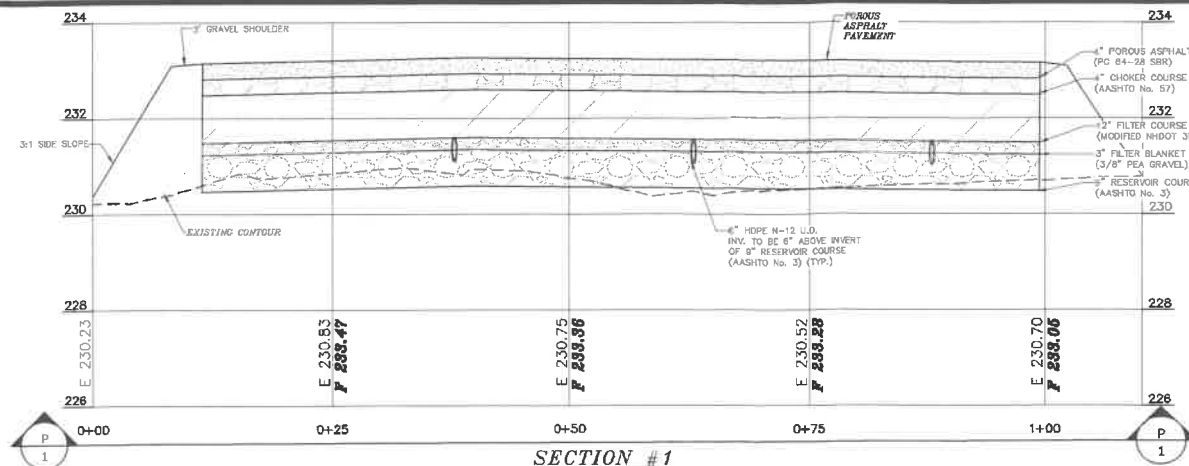 234
234
3' GRAVEL SHOULDER
POROUS
ASPHALT
PAVEMENT
4" POROUS ASPHALT
(PG 64-28 SBR)
4" CHOKER COURSE
(AASHTO No. 57)
232
232
3:1 SIDE SLOPE
12" FILTER COURSE
(MODIFIED NHDOT
3" FILTER BLANKET
(3/8" PEA GRAVEL)
RESERVOIR COUR
(AASHTO No. 3)
230
230
EXISTING CONTOUR
6" HDPE N-12 U.D.
INV. TO BE 6" ABOVE INVERT
OF 9" RESERVOIR COURSE
(AASHTO No. 3) (TYP.)
228
228
E 230.23
E 230.83
F 233.47
E 230.75
F 233.36
E 230.52
F 233.28
E 230.70
F 233.05
226
226
0+00
0+25
0+50
0+75
1+00
P
1
P
1
SECTION #1